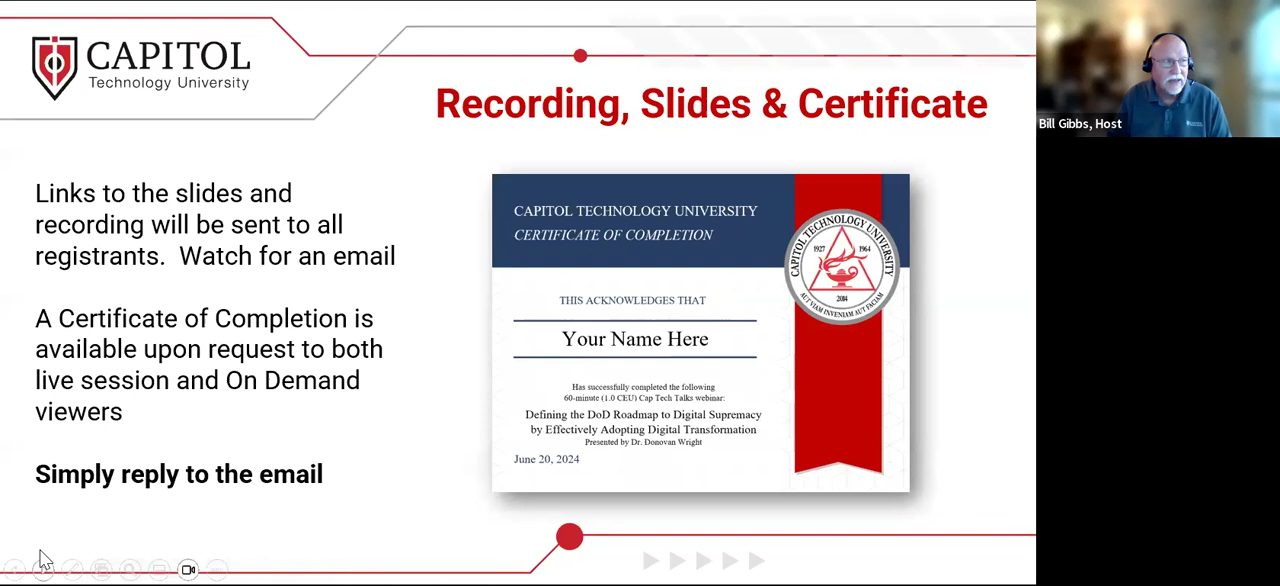 CAPITOL
Technology University
Recording, Slides & Certificate
Bill Gibbs, Host
Links to the slides and
recording will be sent to all
registrants.  Watch for an email
A Certificate of Completion is
available upon request to both
live session and On Demand
viewers
Simply reply to the email
CAPITOL TECHNOLOGY UNIVERSITY
CERTIFICATE OF COMPLETION
CAPITOL TECHNOLOGY UNIVERSITY
1927
1964
2014
AUT VIAM INVENIAM AUT FACIAM
THIS ACKNOWLEDGES THAT
Your Name Here
Has successfully completed the following
60-minute (1.0 CEU) Cap Tech Talks webinar:
Defining the DoD Roadmap to Digital Supremacy
by Effectively Adopting Digital Transformation
Presented by Dr. Donovan Wright
June 20, 2024